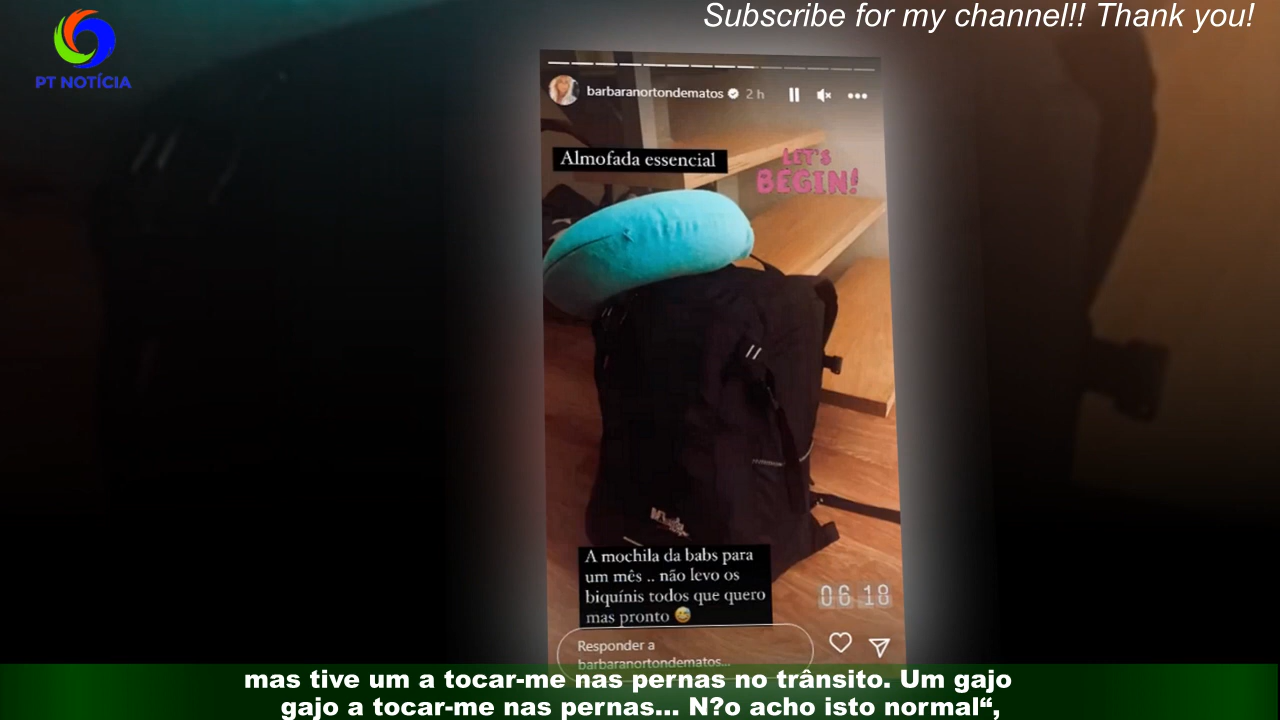 Subscribe for my channel!! Thank you!
PT NOTÍCIA
barbaranortondematos 2 h
Almofada essencial
LET'S
BEGIN!
A mochila da babs para
um mês .. não levo os
biquínis todos que quero
mas pronto 😅
06 18
Responder a
barbaranortondematos...
mas tive um a tocar-me nas pernas no trânsito. Um gajo
gajo a tocar-me nas pernas... N?o acho isto normal“,